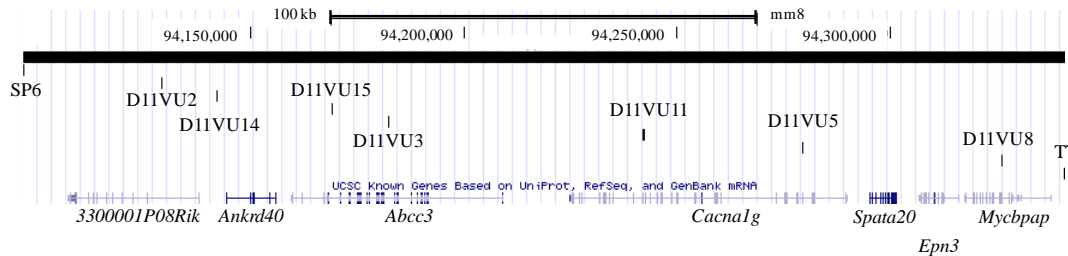 100 kb mm8
94,150,000 94,200,000 94,250,000 94,300,000
SP6
D11VU2 D11VU15 D11VU11 D11VU5
D11VU14 D11VU3 D11VU8
UCSC Known Genes Based on UniProt, RefSeq, and GenBank mRNA
3300001P08Rik Ankrd40 Abcc3 Cacna1g Spata20 Mycbpap
Epn3